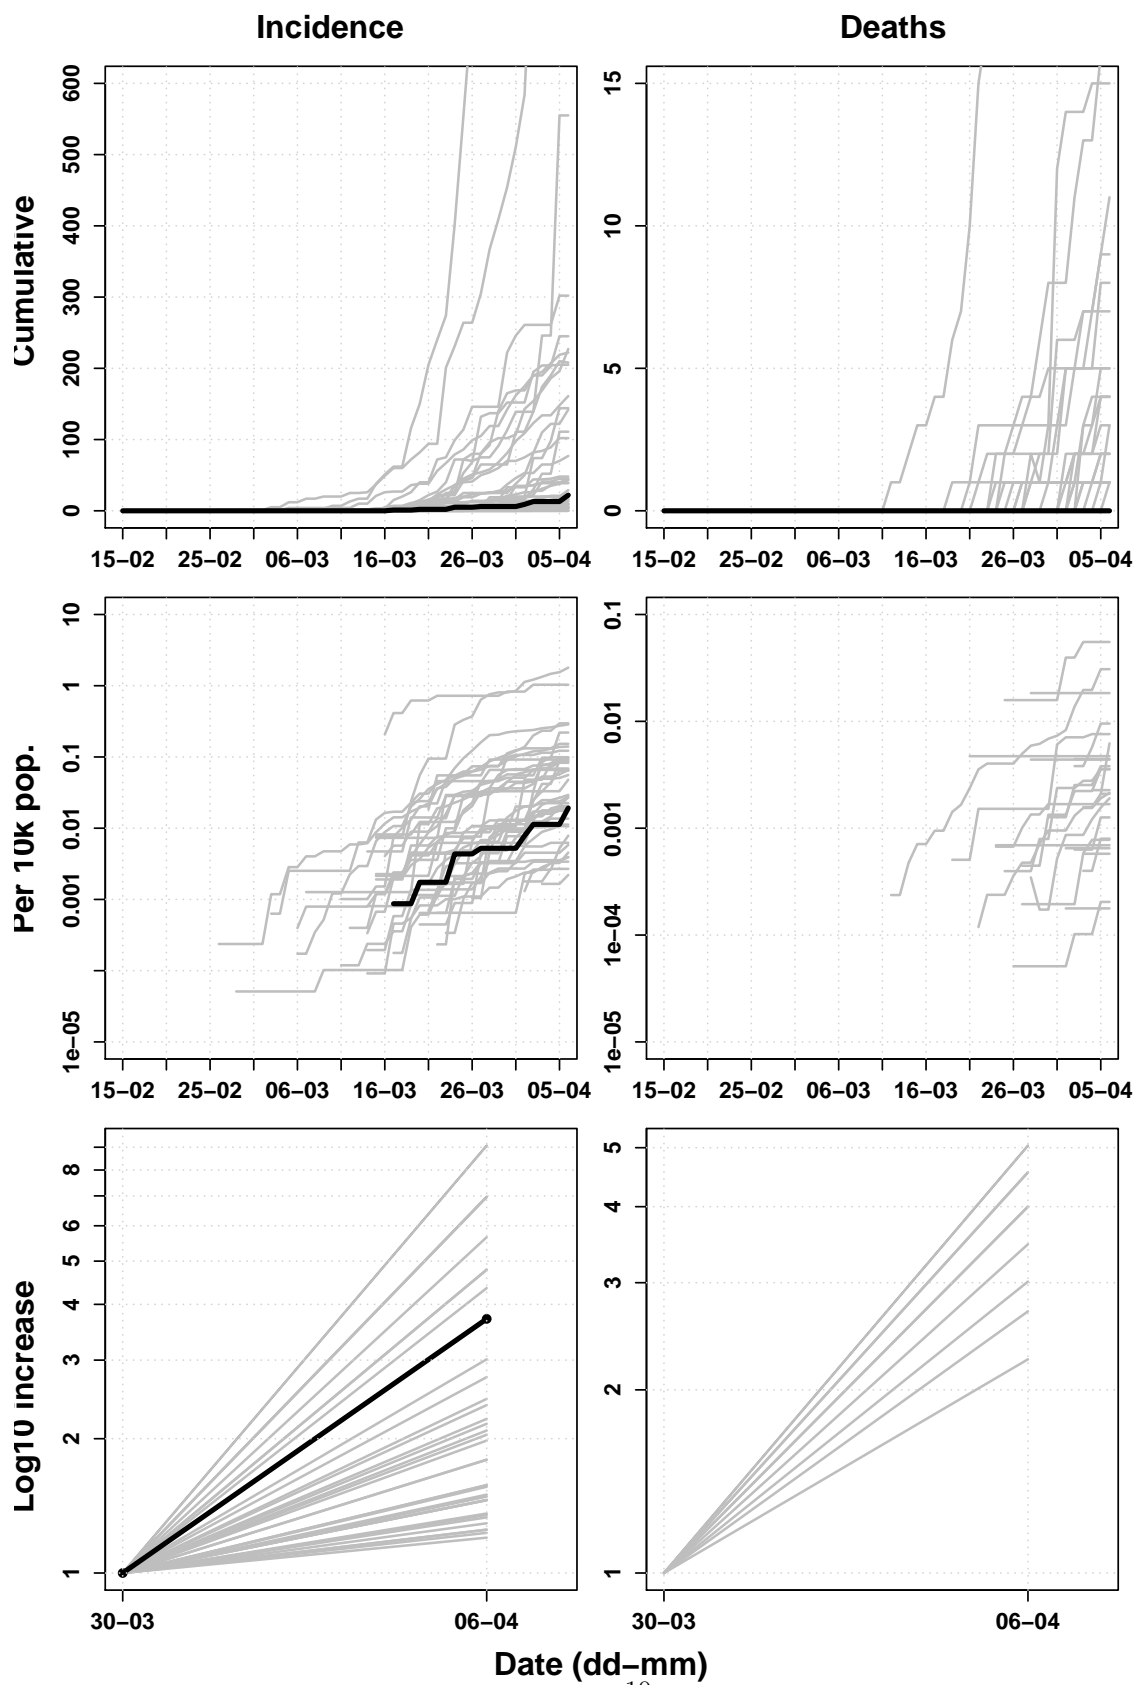 Incidence Deaths
Cumulative
0 100 200 300 400 500 600
0 5 10 15
15−02 25−02 06−03 16−03 26−03 05−04
15−02 25−02 06−03 16−03 26−03 05−04
Per 10k pop.
1e−05 0.001 0.01 0.1 1 10
1e−05 1e−04 0.001 0.01 0.1
15−02 25−02 06−03 16−03 26−03 05−04
15−02 25−02 06−03 16−03 26−03 05−04
Log10 increase
1 2 3 4 5 6 8
1 2 3 4 5
30−03 06−04
30−03 06−04
Date (dd−mm)